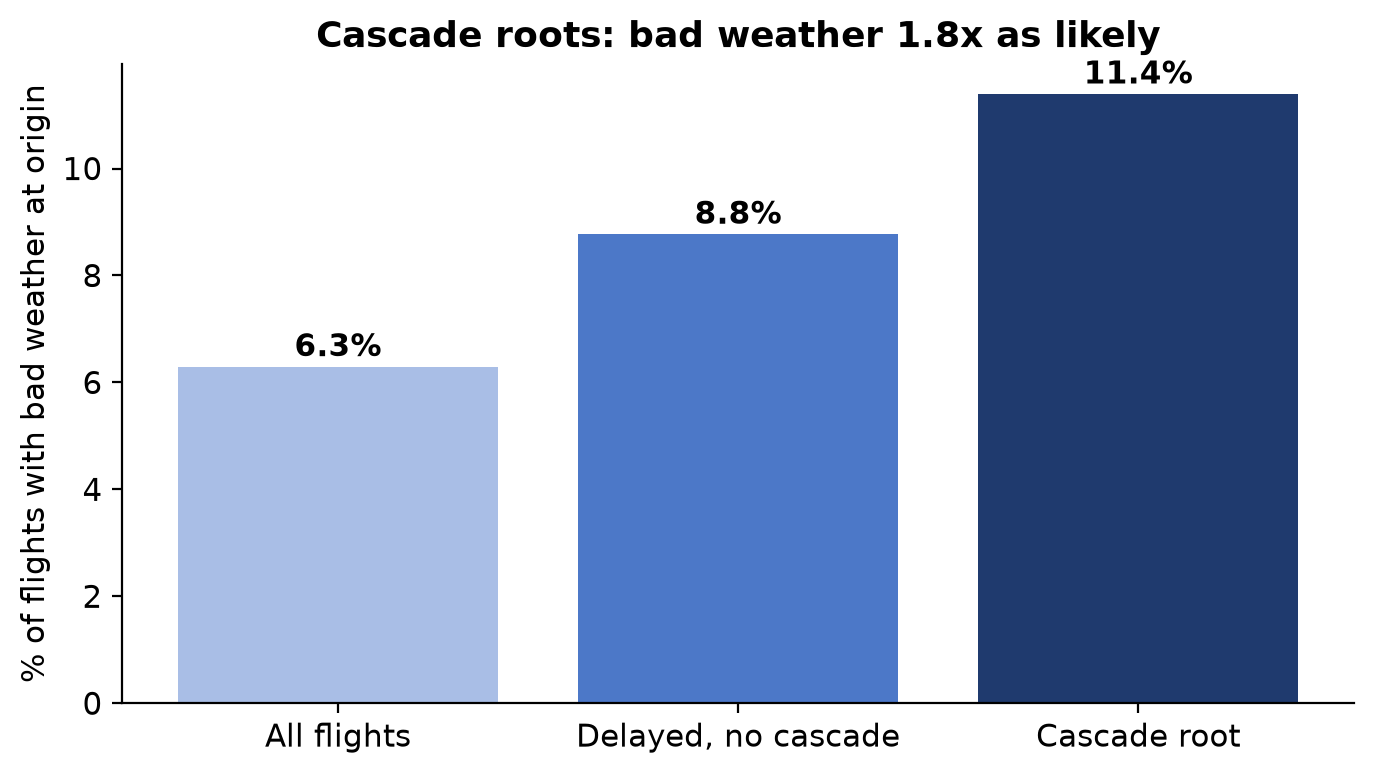 Cascade roots: bad weather 1.8x as likely
% of flights with bad weather at origin
10
8
6
4
2
0
6.3%
8.8%
11.4%
All flights
Delayed, no cascade
Cascade root